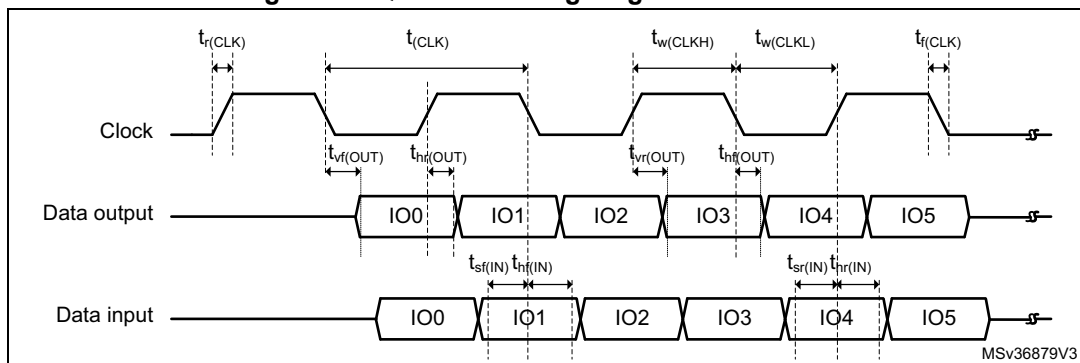 t(CLK)
tr(CLK) tw(CLKH) tw(CLKL) tf(CLK)
Clock
tvf(OUT) thr(OUT) tvr(OUT) thf(OUT)
Data output IO0 IO1 IO2 IO3 IO4 IO5
tsf(IN) thf(IN) tsr(IN) thr(IN)
Data input IO0 IO1 IO2 IO3 IO4 IO5
MSv36879V3